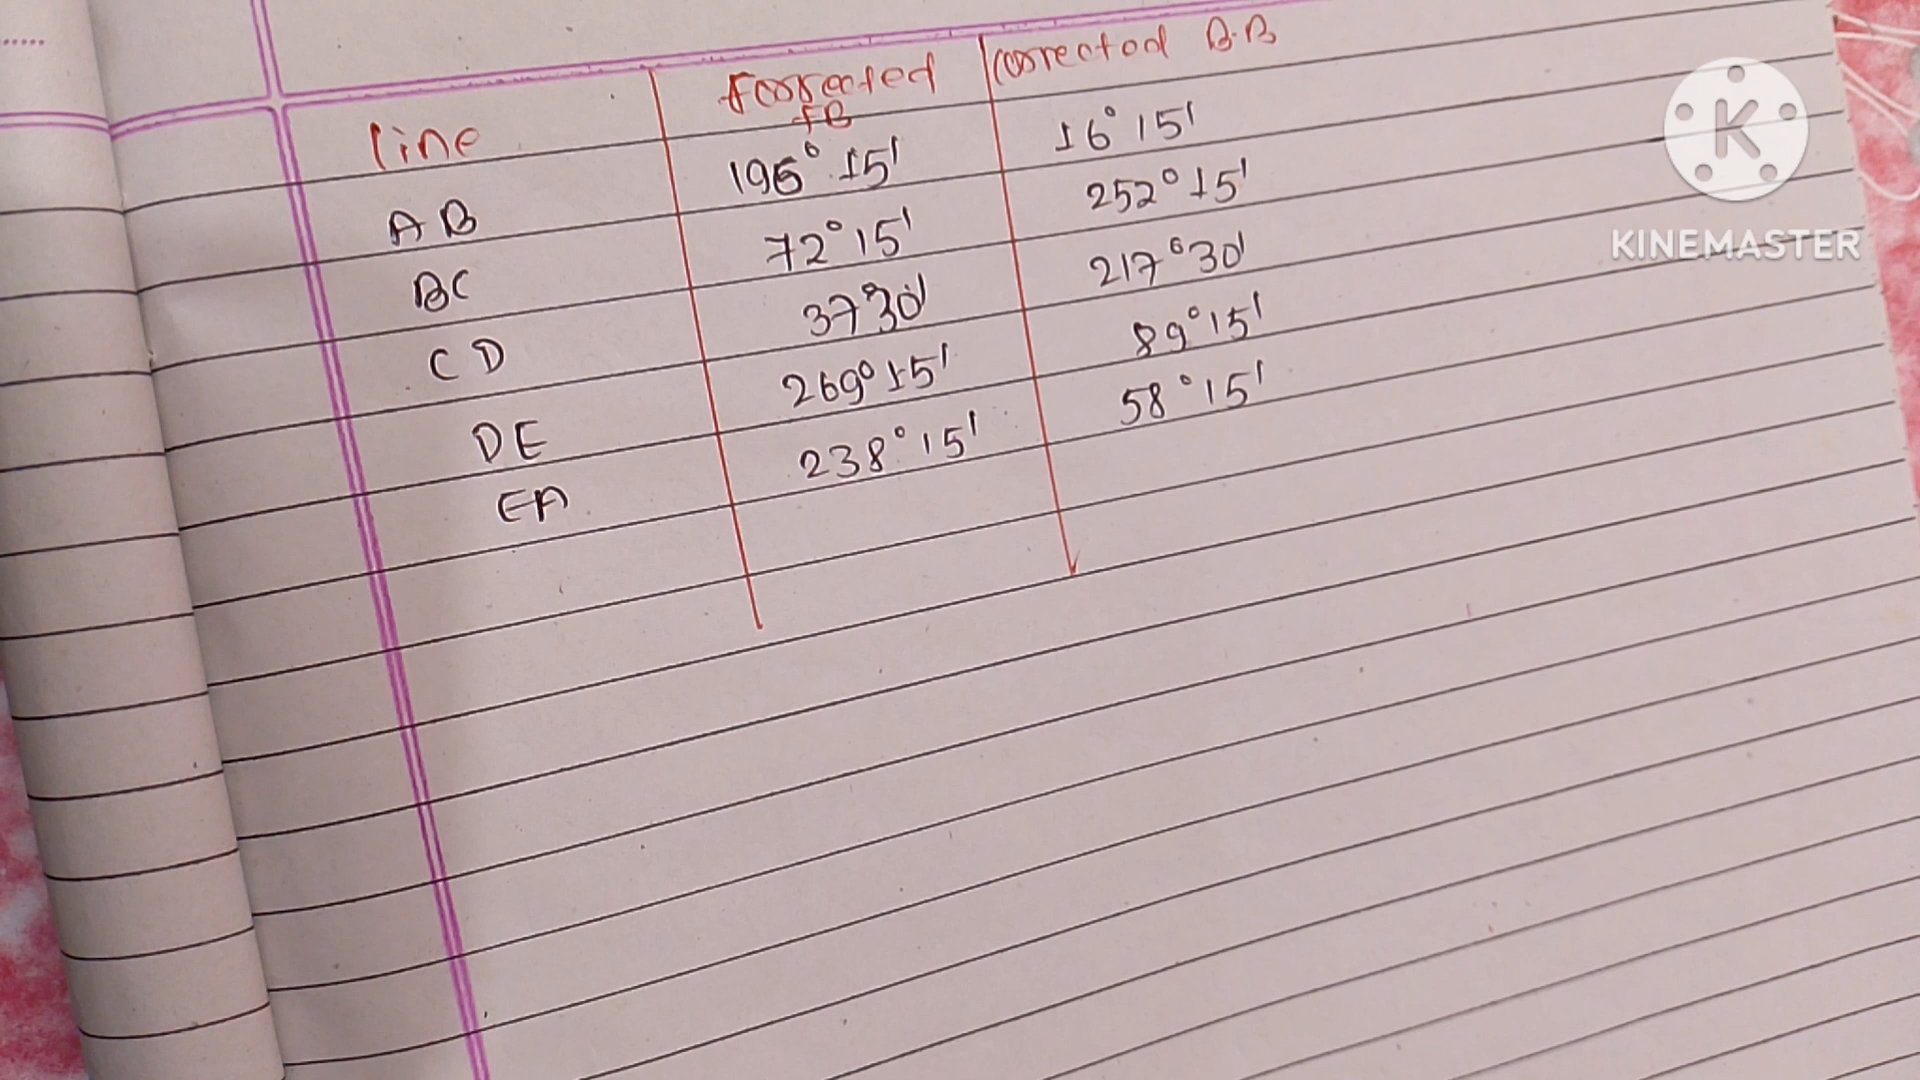 line corrected FB corrected B.B
AB 196° 15' 16° 15'
BC 72° 15' 252° 15'
CD 37°30' 217°30'
DE 269° 15' 89° 15'
EA 238° 15' 58° 15'
KINEMASTER